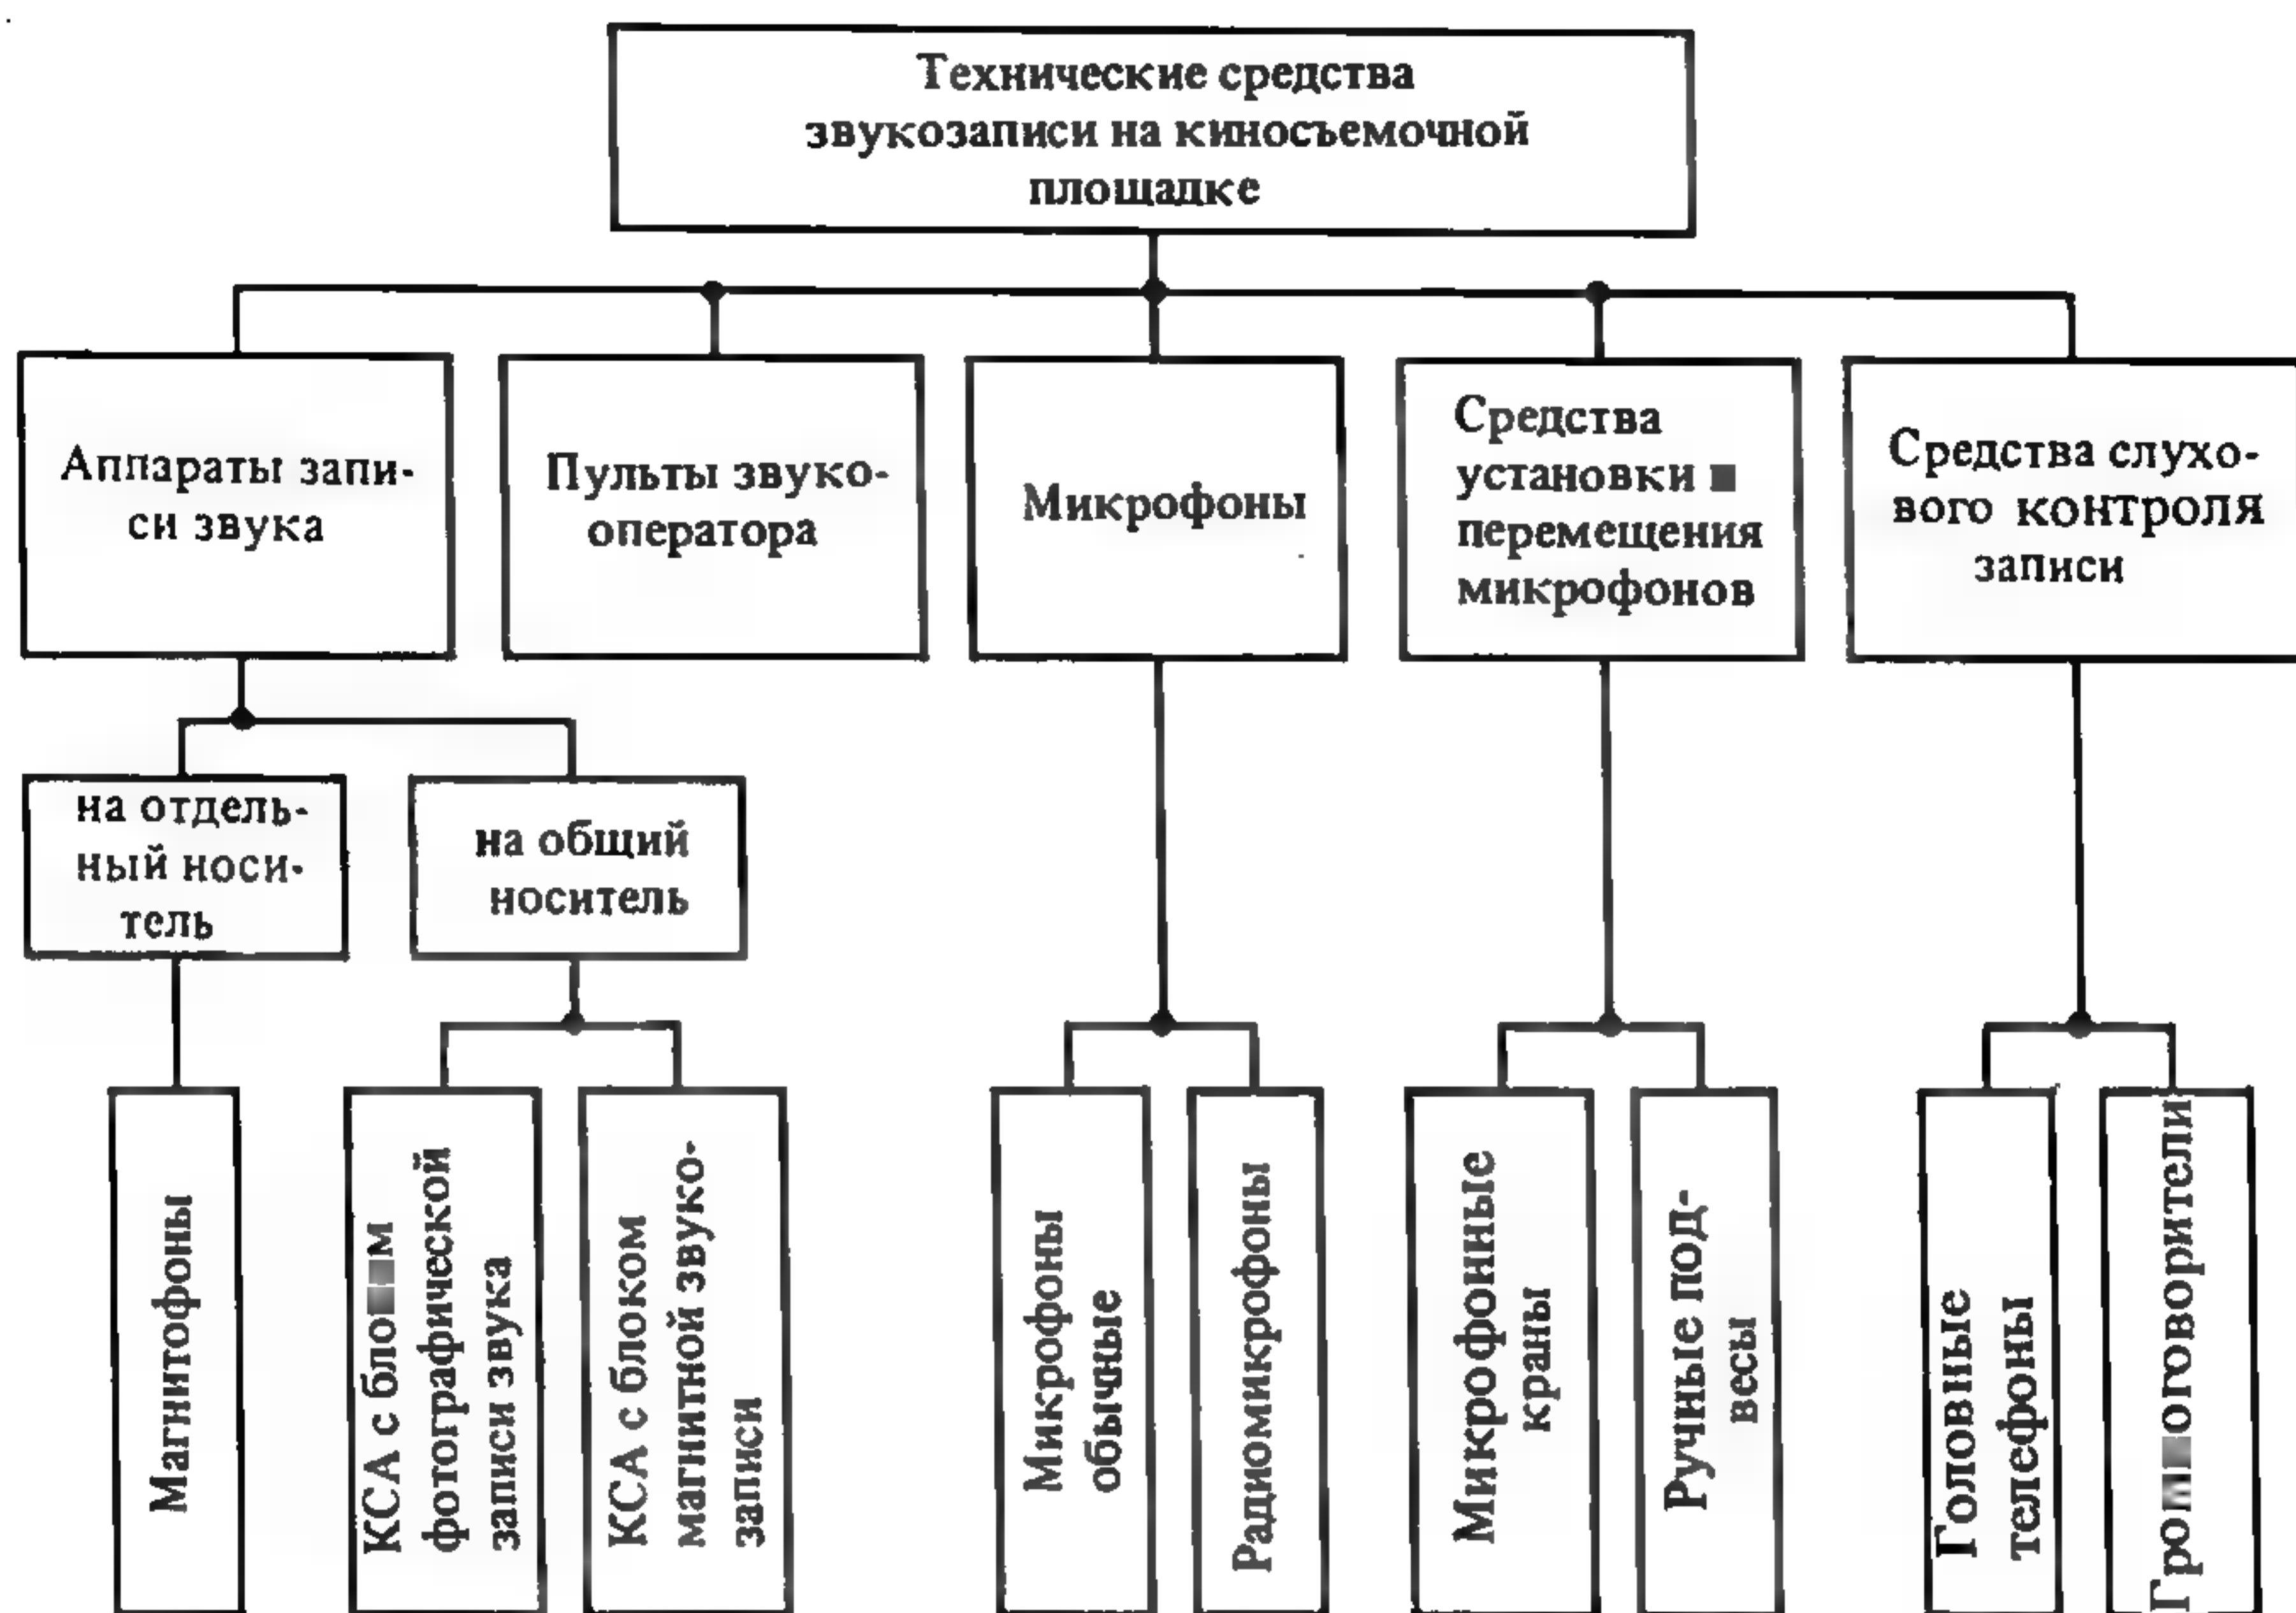 Технические средства
звукозаписи на киносъемочной
площадке
Аппараты запи-
си звука
Пульты звуко-
оператора
Микрофоны
Средства
установки
перемещения
микрофонов
Средства слухо-
вого контроля
записи
на отдель-
ный носи-
тель
на общий
носитель
Магнитофоны
КСА с
фотографической
записи звука
КСА с блоком
магнитной звуко-
записи
Микрофоны
обычные
Радиомикрофоны
Микрофонные
краны
Ручные под-
весы
Головные
телефоны